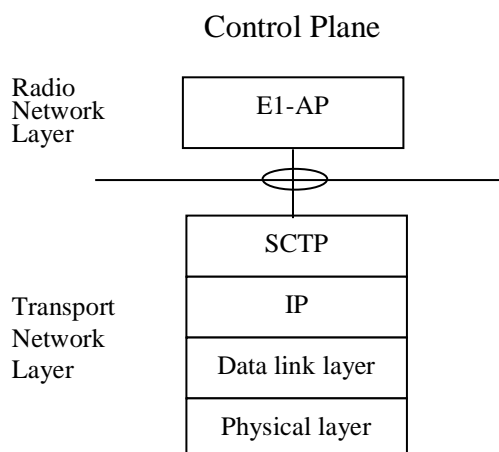 Control Plane
Radio
Network
Layer
E1-AP
SCTP
Transport
Network
Layer
IP
Data link layer
Physical layer